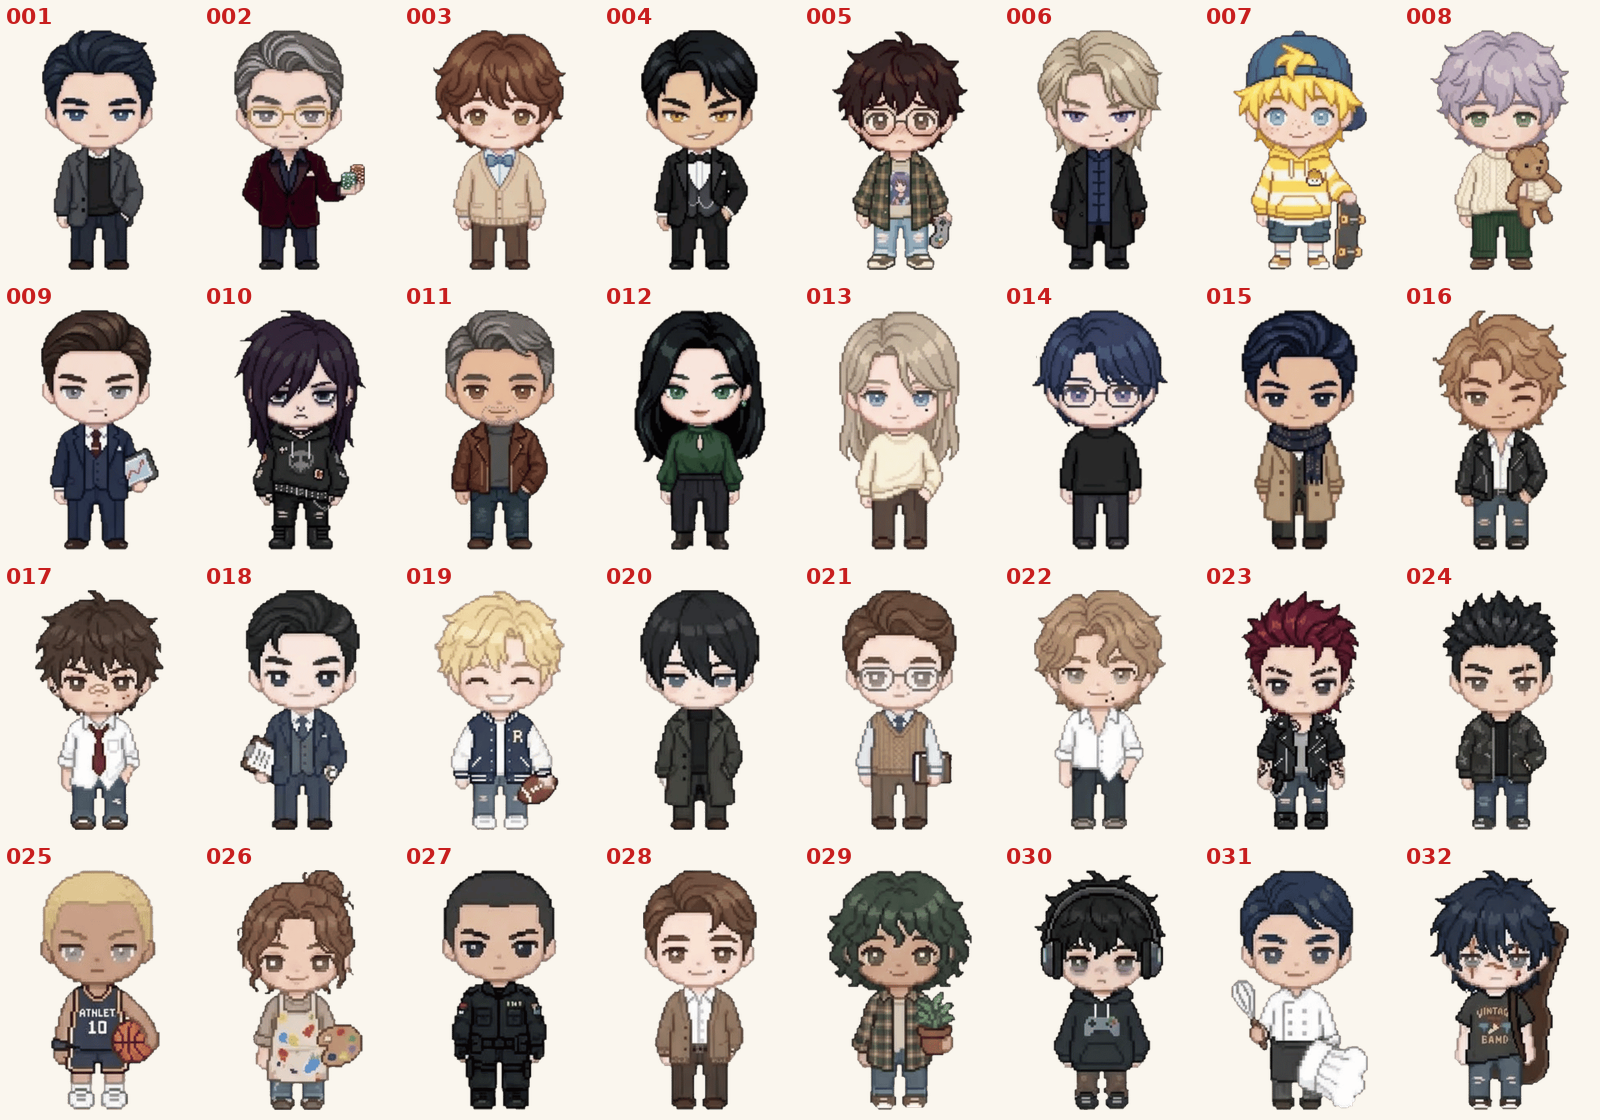 001 002 003 004 005 006 007 008
009 010 011 012 013 014 015 016
017 018 019 020 021 022 023 024
R
025 026 027 028 029 030 031 032
ATHLET
10
VINTAG
BAND